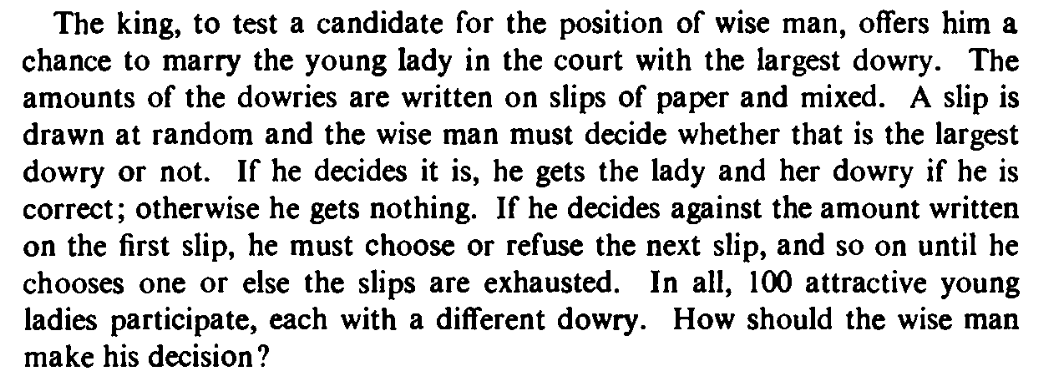 The king, to test a candidate for the position of wise man, offers him a
chance to marry the young lady in the court with the largest dowry. The
amounts of the dowries are written on slips of paper and mixed. A slip is
drawn at random and the wise man must decide whether that is the largest
dowry or not. If he decides it is, he gets the lady and her dowry if he is
correct; otherwise he gets nothing. If he decides against the amount written
on the first slip, he must choose or refuse the next slip, and so on until he
chooses one or else the slips are exhausted. In all, 100 attractive young
ladies participate, each with a different dowry. How should the wise man
make his decision?